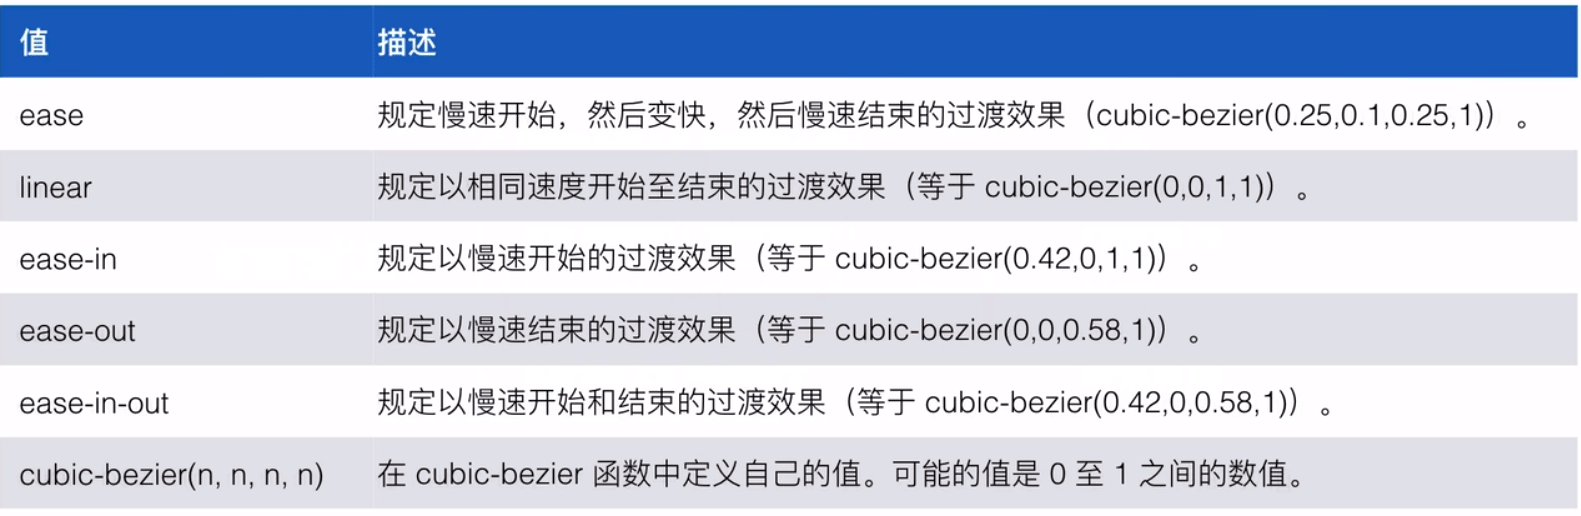 值 描述
ease 规定慢速开始，然后变快，然后慢速结束的过渡效果（cubic-bezier(0.25,0.1,0.25,1)）。
linear 规定以相同速度开始至结束的过渡效果（等于 cubic-bezier(0,0,1,1)）。
ease-in 规定以慢速开始的过渡效果（等于 cubic-bezier(0.42,0,1,1)）。
ease-out 规定以慢速结束的过渡效果（等于 cubic-bezier(0,0,0.58,1)）。
ease-in-out 规定以慢速开始和结束的过渡效果（等于 cubic-bezier(0.42,0,0.58,1)）。
cubic-bezier(n, n, n, n) 在 cubic-bezier 函数中定义自己的值。可能的值是 0 至 1 之间的数值。